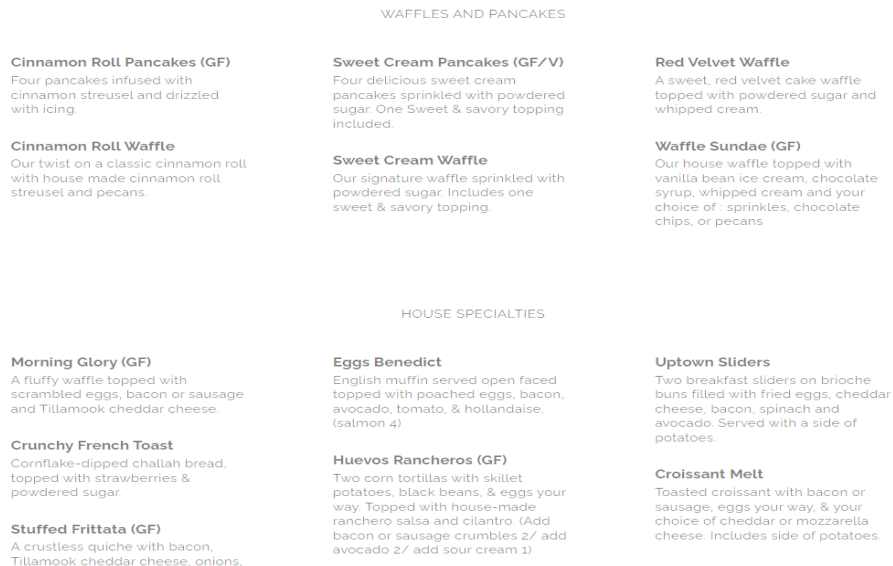 WAFFLES AND PANCAKES
Cinnamon Roll Pancakes (GF)
Four pancakes infused with
cinnamon streusel and drizzled
with icing.
Cinnamon Roll Waffle
Our twist on a classic cinnamon roll
with house made cinnamon roll
streusel and pecans.
Sweet Cream Pancakes (GF/V)
Four delicious sweet cream
pancakes sprinkled with powdered
sugar. One Sweet & savory topping
included.
Sweet Cream Waffle
Our signature waffle sprinkled with
powdered sugar. Includes one
sweet & savory topping.
Red Velvet Waffle
A sweet, red velvet cake waffle
topped with powdered sugar and
whipped cream.
Waffle Sundae (GF)
Our house waffle topped with
vanilla bean ice cream, chocolate
syrup, whipped cream and your
choice of : sprinkles, chocolate
chips, or pecans
HOUSE SPECIALTIES
Morning Glory (GF)
A fluffy waffle topped with
scrambled eggs, bacon or sausage
and Tillamook cheddar cheese.
Crunchy French Toast
Cornflake-dipped challah bread,
topped with strawberries &
powdered sugar.
Stuffed Frittata (GF)
A crustless quiche with bacon,
Tillamook cheddar cheese, onions,
Eggs Benedict
English muffin served open faced
topped with poached eggs, bacon,
avocado, tomato, & hollandaise.
(salmon 4)
Huevos Rancheros (GF)
Two corn tortillas with skillet
potatoes, black beans, & eggs your
way. Topped with house-made
ranchero salsa and cilantro. (Add
bacon or sausage crumbles 2/ add
avocado 2/ add sour cream 1)
Uptown Sliders
Two breakfast sliders on brioche
buns filled with fried eggs, cheddar
cheese, bacon, spinach and
avocado. Served with a side of
potatoes.
Croissant Melt
Toasted croissant with bacon or
sausage, eggs your way, & your
choice of cheddar or mozzarella
cheese. Includes side of potatoes.